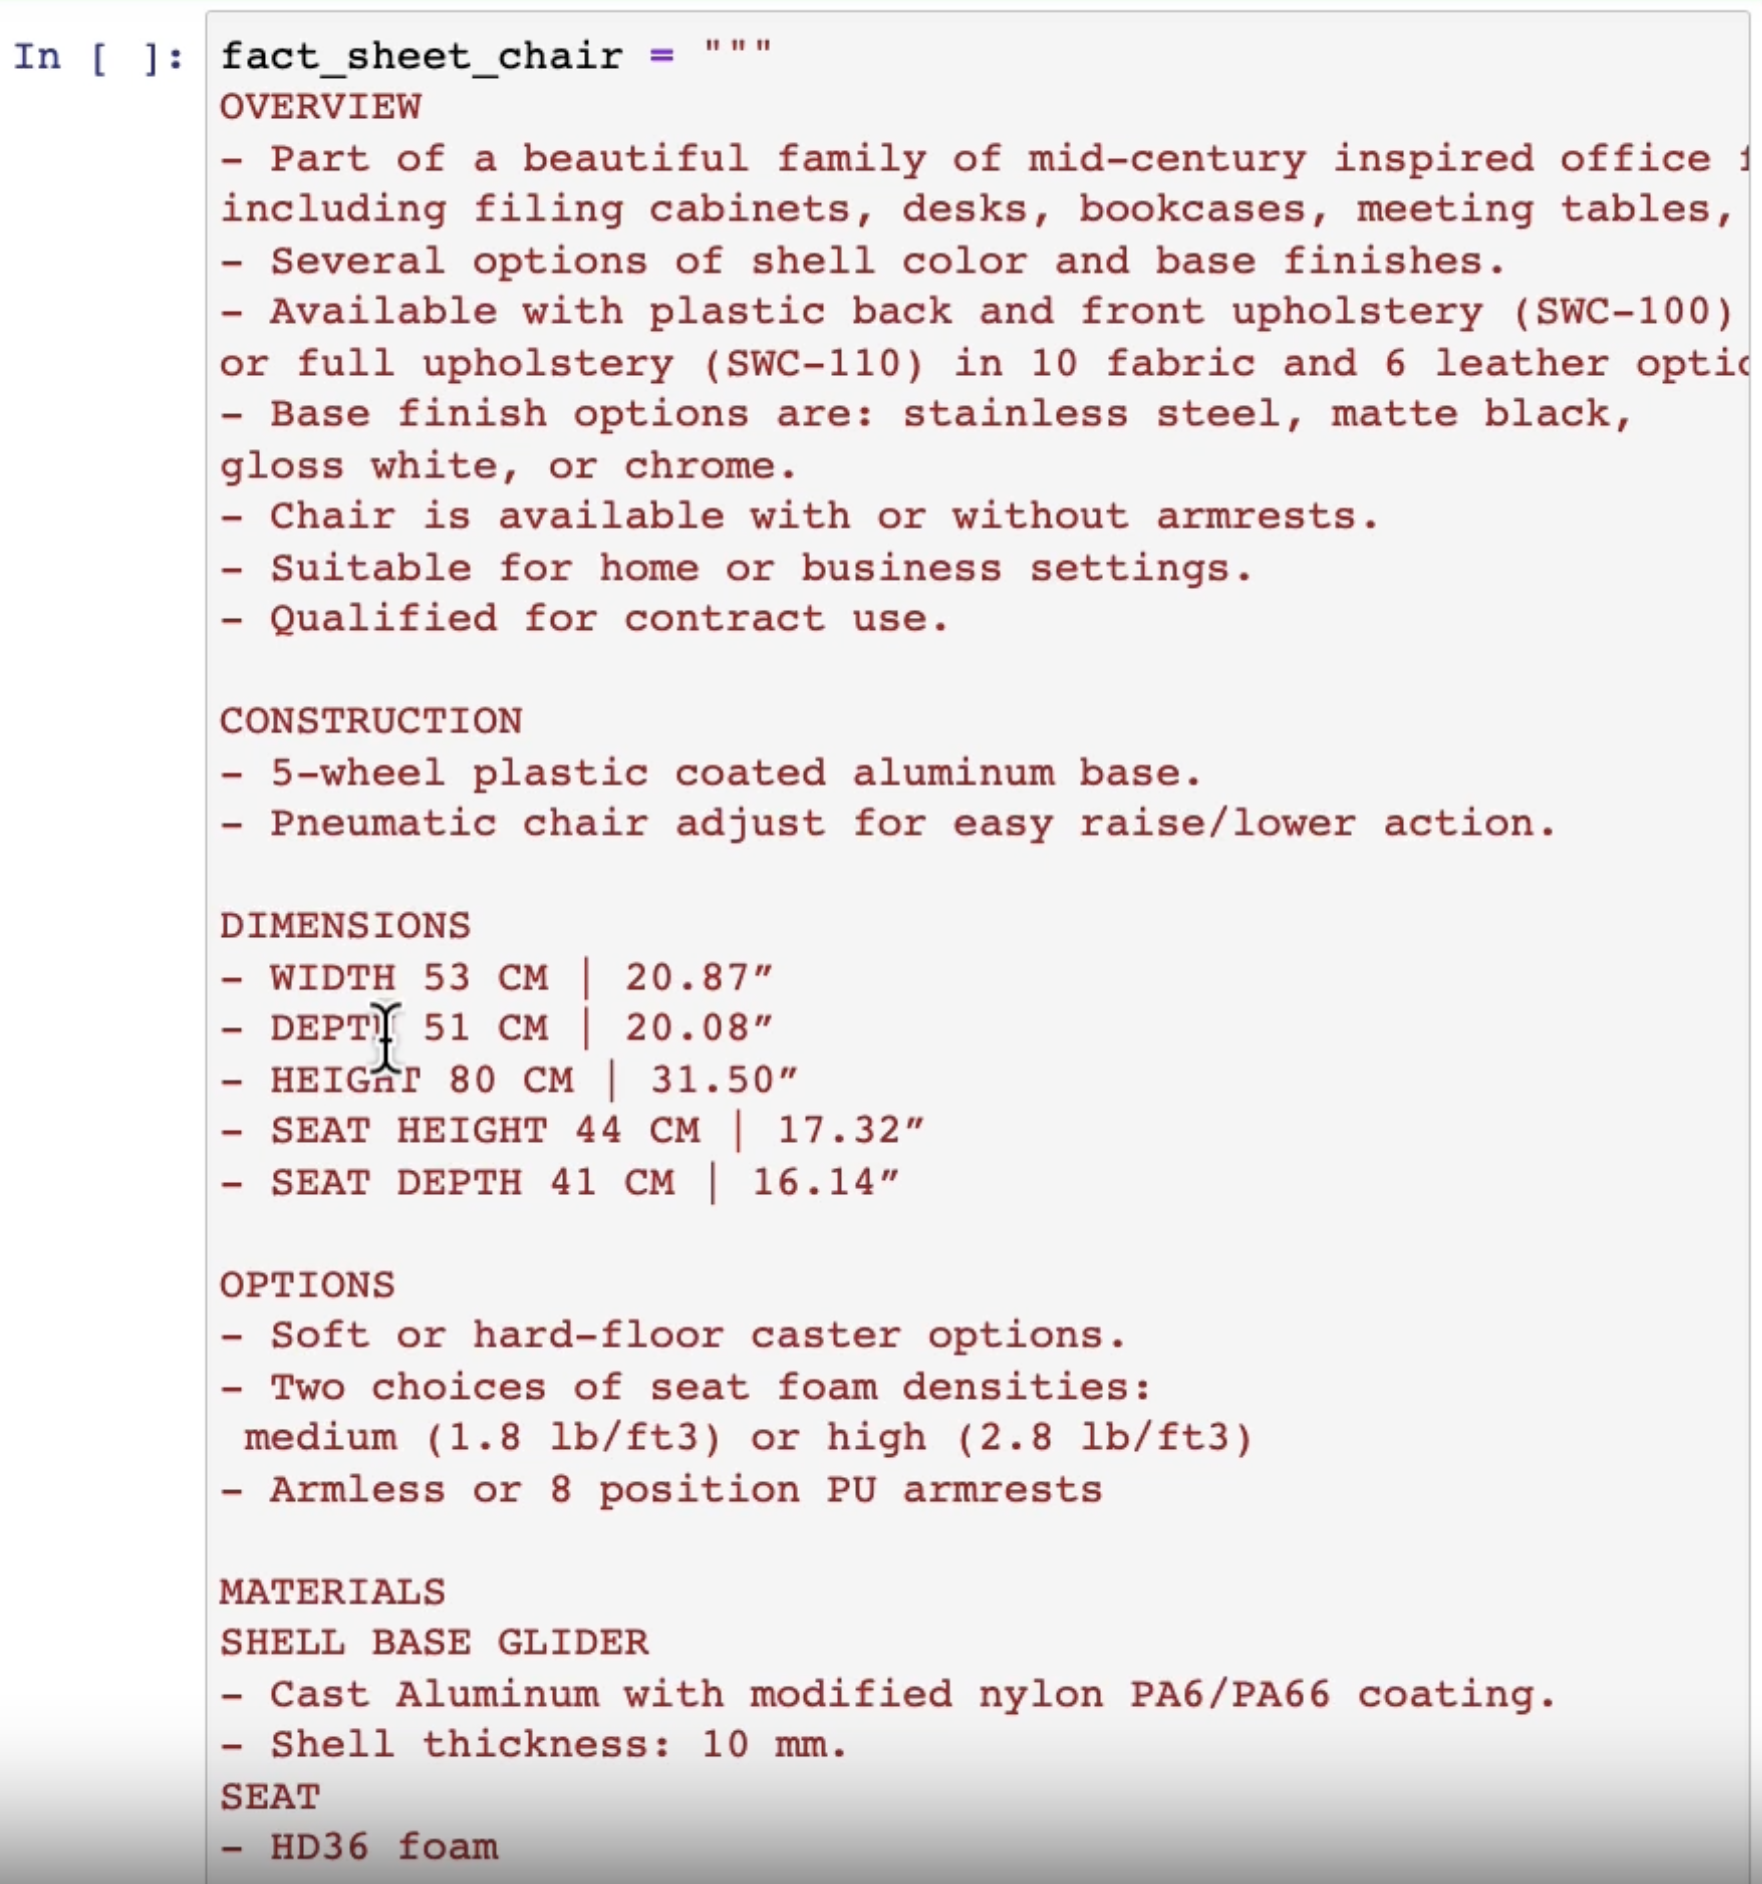 In [ ]: fact_sheet_chair = """
OVERVIEW
- Part of a beautiful family of mid-century inspired office
including filing cabinets, desks, bookcases, meeting tables,
- Several options of shell color and base finishes.
- Available with plastic back and front upholstery (SWC-100)
or full upholstery (SWC-110) in 10 fabric and 6 leather
- Base finish options are: stainless steel, matte black,
gloss white, or chrome.
- Chair is available with or without armrests.
- Suitable for home or business settings.
- Qualified for contract use.
CONSTRUCTION
- 5-wheel plastic coated aluminum base.
- Pneumatic chair adjust for easy raise/lower action.
DIMENSIONS
- WIDTH 53 CM | 20.87”
- DEPTH 51 CM | 20.08”
- HEIGHT 80 CM | 31.50”
- SEAT HEIGHT 44 CM | 17.32”
- SEAT DEPTH 41 CM | 16.14”
OPTIONS
- Soft or hard-floor caster options.
- Two choices of seat foam densities:
medium (1.8 lb/ft3) or high (2.8 lb/ft3)
- Armless or 8 position PU armrests
MATERIALS
SHELL BASE GLIDER
- Cast Aluminum with modified nylon PA6/PA66 coating.
- Shell thickness: 10 mm.
SEAT
- HD36 foam